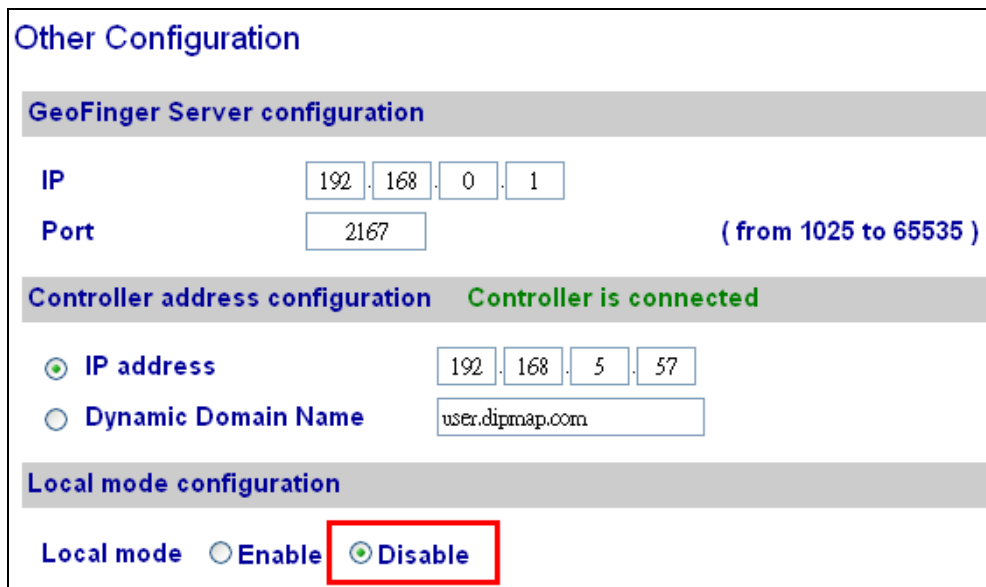 Other Configuration
GeoFinger Server configuration
IP 192 . 168 . 0 . 1
Port 2167 ( from 1025 to 65535 )
Controller address configuration Controller is connected
IP address 192 . 168 . 5 . 57
Dynamic Domain Name user.dipmap.com
Local mode configuration
Local mode Enable Disable